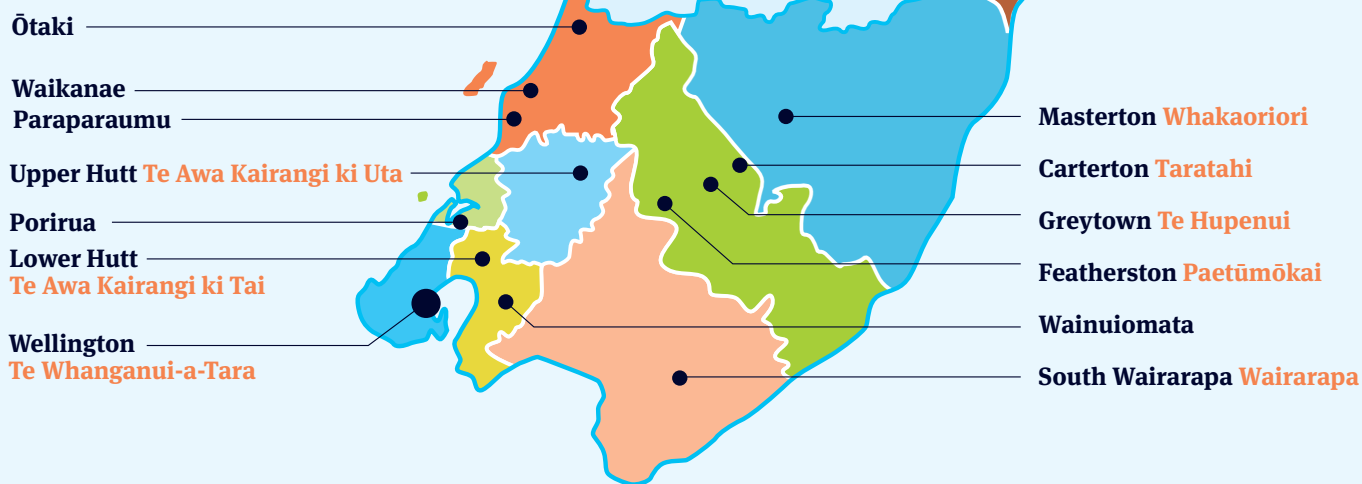 Ōtaki
Waikanae
Paraparaumu
Upper Hutt Te Awa Kairangi ki Uta
Porirua
Lower Hutt
Te Awa Kairangi ki Tai
Wellington
Te Whanganui-a-Tara
Masterton Whakaoriori
Carterton Taratahi
Greytown Te Hupenui
Featherston Paetūmōkai
Wainuiomata
South Wairarapa Wairarapa